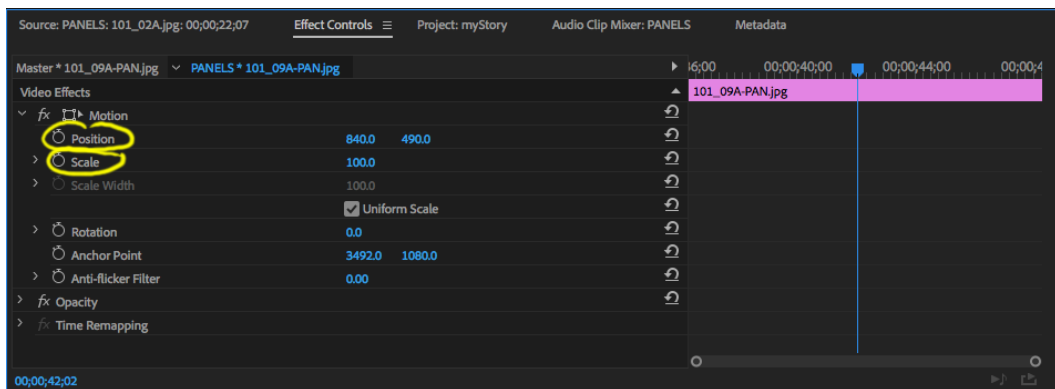 Source: PANELS: 101_02A.jpg: 00;00;22;07 Effect Controls Project: myStory Audio Clip Mixer: PANELS Metadata
Master * 101_09A-PAN.jpg PANELS * 101_09A-PAN.jpg
Video Effects
fx Motion
Position 840.0 490.0
Scale 100.0
Scale Width 100.0
Uniform Scale
Rotation 0.0
Anchor Point 3492.0 1080.0
Anti-flicker Filter 0.00
fx Opacity
fx Time Remapping
00;00;42;02
00;00;40;00 00;00;44;00
101_09A-PAN.jpg